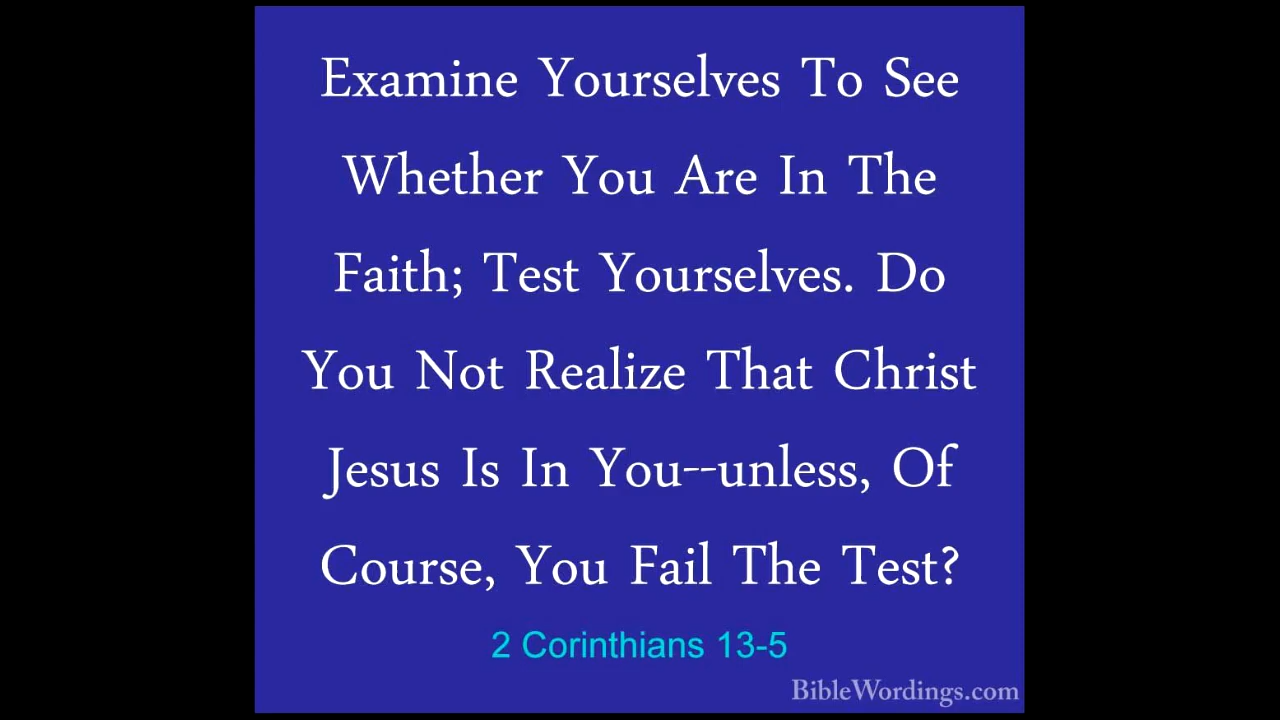 Examine Yourselves To See
Whether You Are In The
Faith; Test Yourselves. Do
You Not Realize That Christ
Jesus Is In You--unless, Of
Course, You Fail The Test?
2 Corinthians 13-5
BibleWordings.com